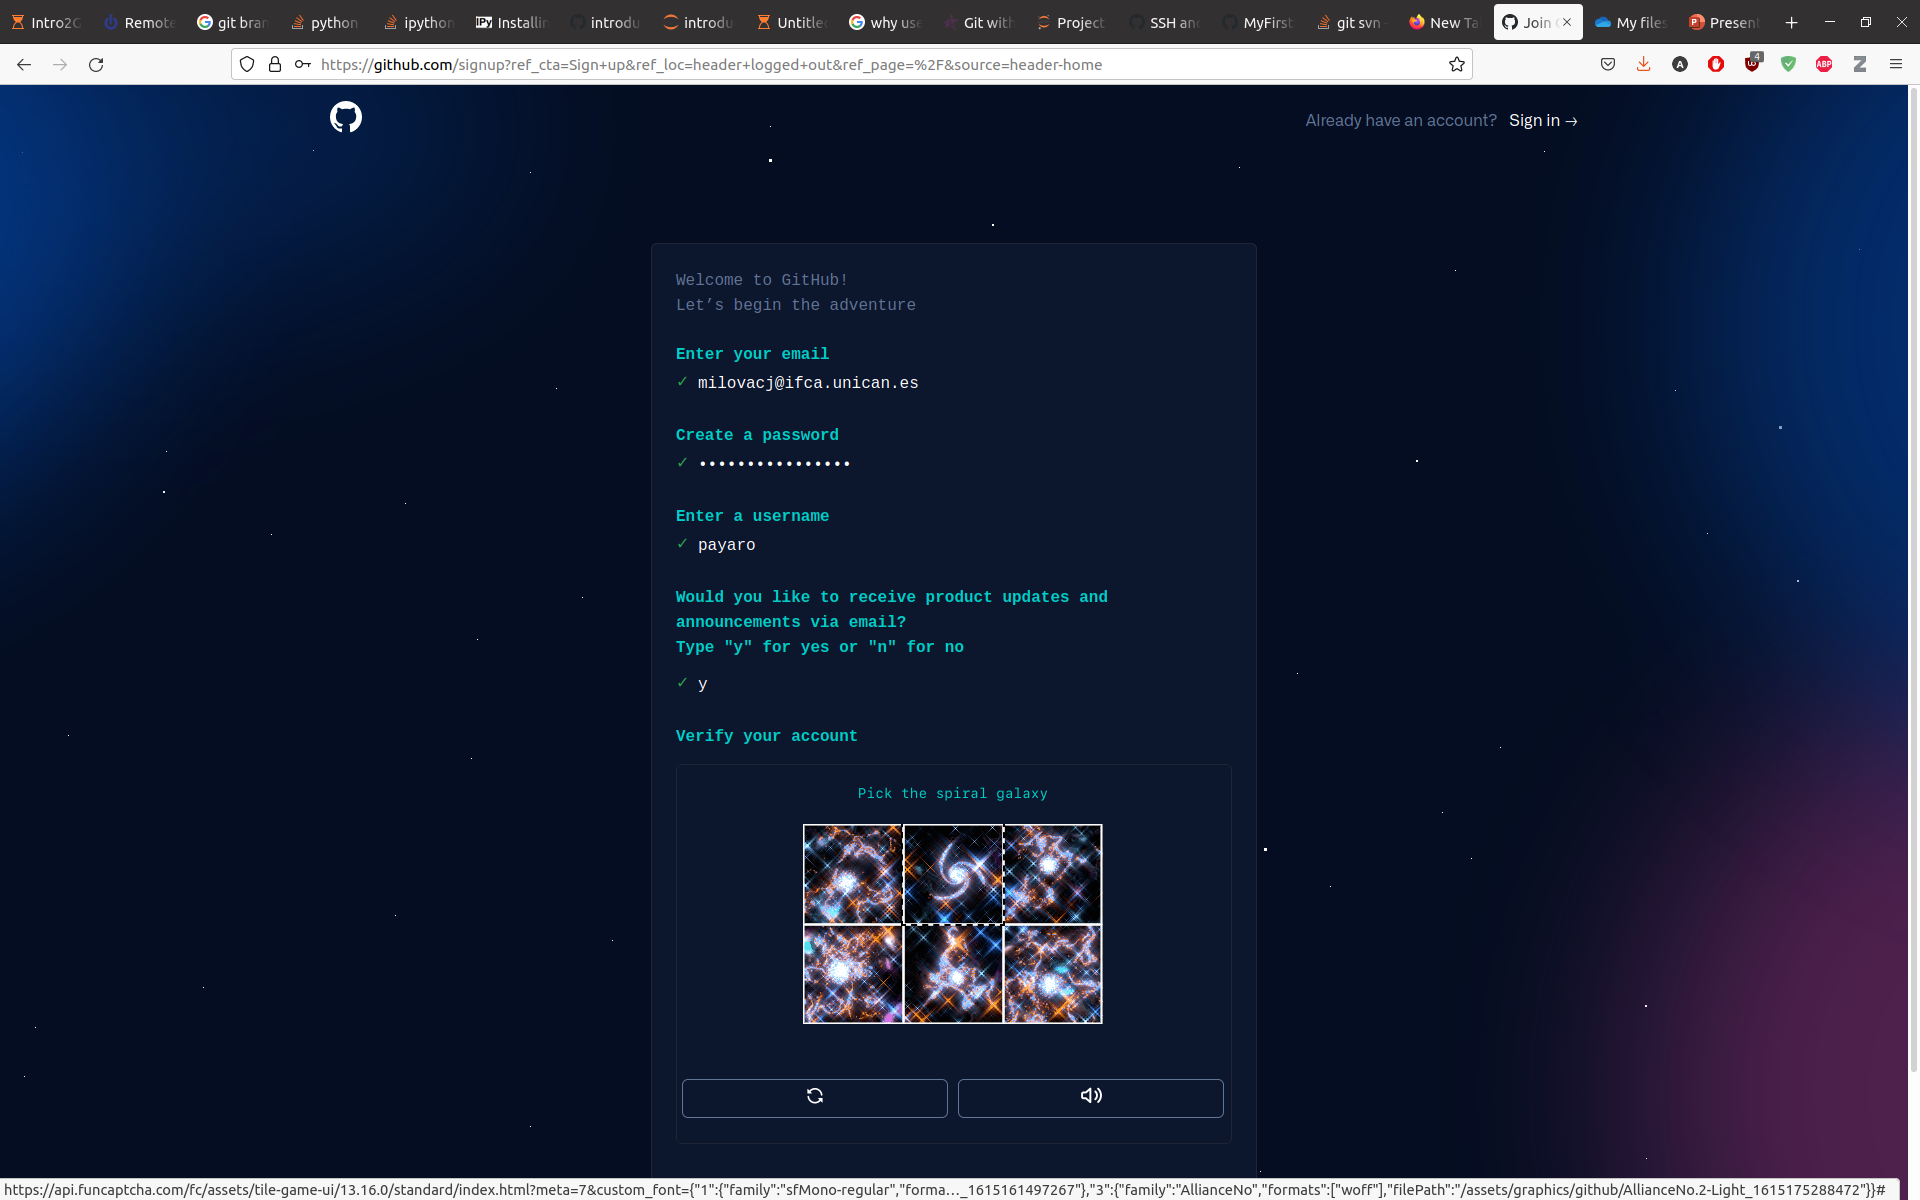 Intro2G
Remote
git bran
python
ipython
IPy Installin
introdu
introdu
Untitled
why use
Git with
Project
SSH and
MyFirst
git svn
New Ta
Join G
My files
Present
https://github.com/signup?ref_cta=Sign+up&ref_loc=header+logged+out&ref_page=%2F&source=header-home
A
4
ABP
Already have an account? Sign in →
Welcome to GitHub!
Let’s begin the adventure
Enter your email
✓ milovacj@ifca.unican.es
Create a password
✓ ••••••••••••••••
Enter a username
✓ payaro
Would you like to receive product updates and
announcements via email?
Type "y" for yes or "n" for no
✓ y
Verify your account
Pick the spiral galaxy
https://api.funcaptcha.com/fc/assets/tile-game-ui/13.16.0/standard/index.html?meta=7&custom_font={"1":{"family":"sfMono-regular","forma…_1615161497267"},"3":{"family":"AllianceNo","formats":["woff"],"filePath":"/assets/graphics/github/AllianceNo.2-Light_1615175288472"}}#